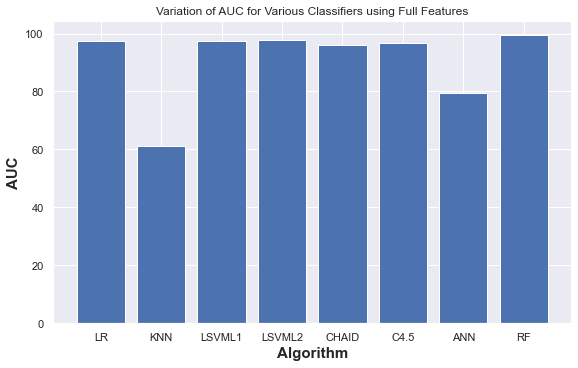 Variation of AUC for Various Classifiers using Full Features
100
80
60
40
20
0
AUC
LR KNN LSVML1 LSVML2 CHAID C4.5 ANN RF
Algorithm